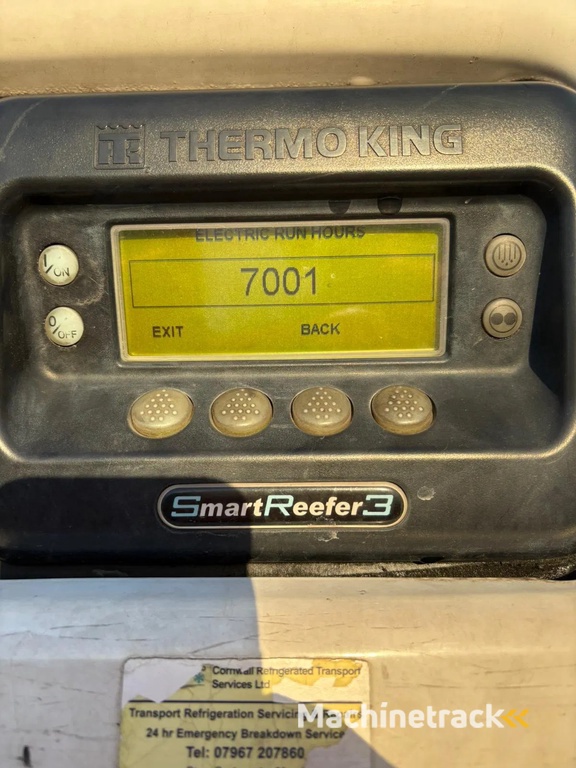 TK THERMO KING
ELECTRIC RUN HOURS
I/ON
7001
O/OFF
EXIT BACK
SmartReefer3
Cornwall Refrigerated Transport
Services Ltd
Transport Refrigeration Servicing
24 hr Emergency Breakdown Service
Machinetrack
Tel: 07967 207860